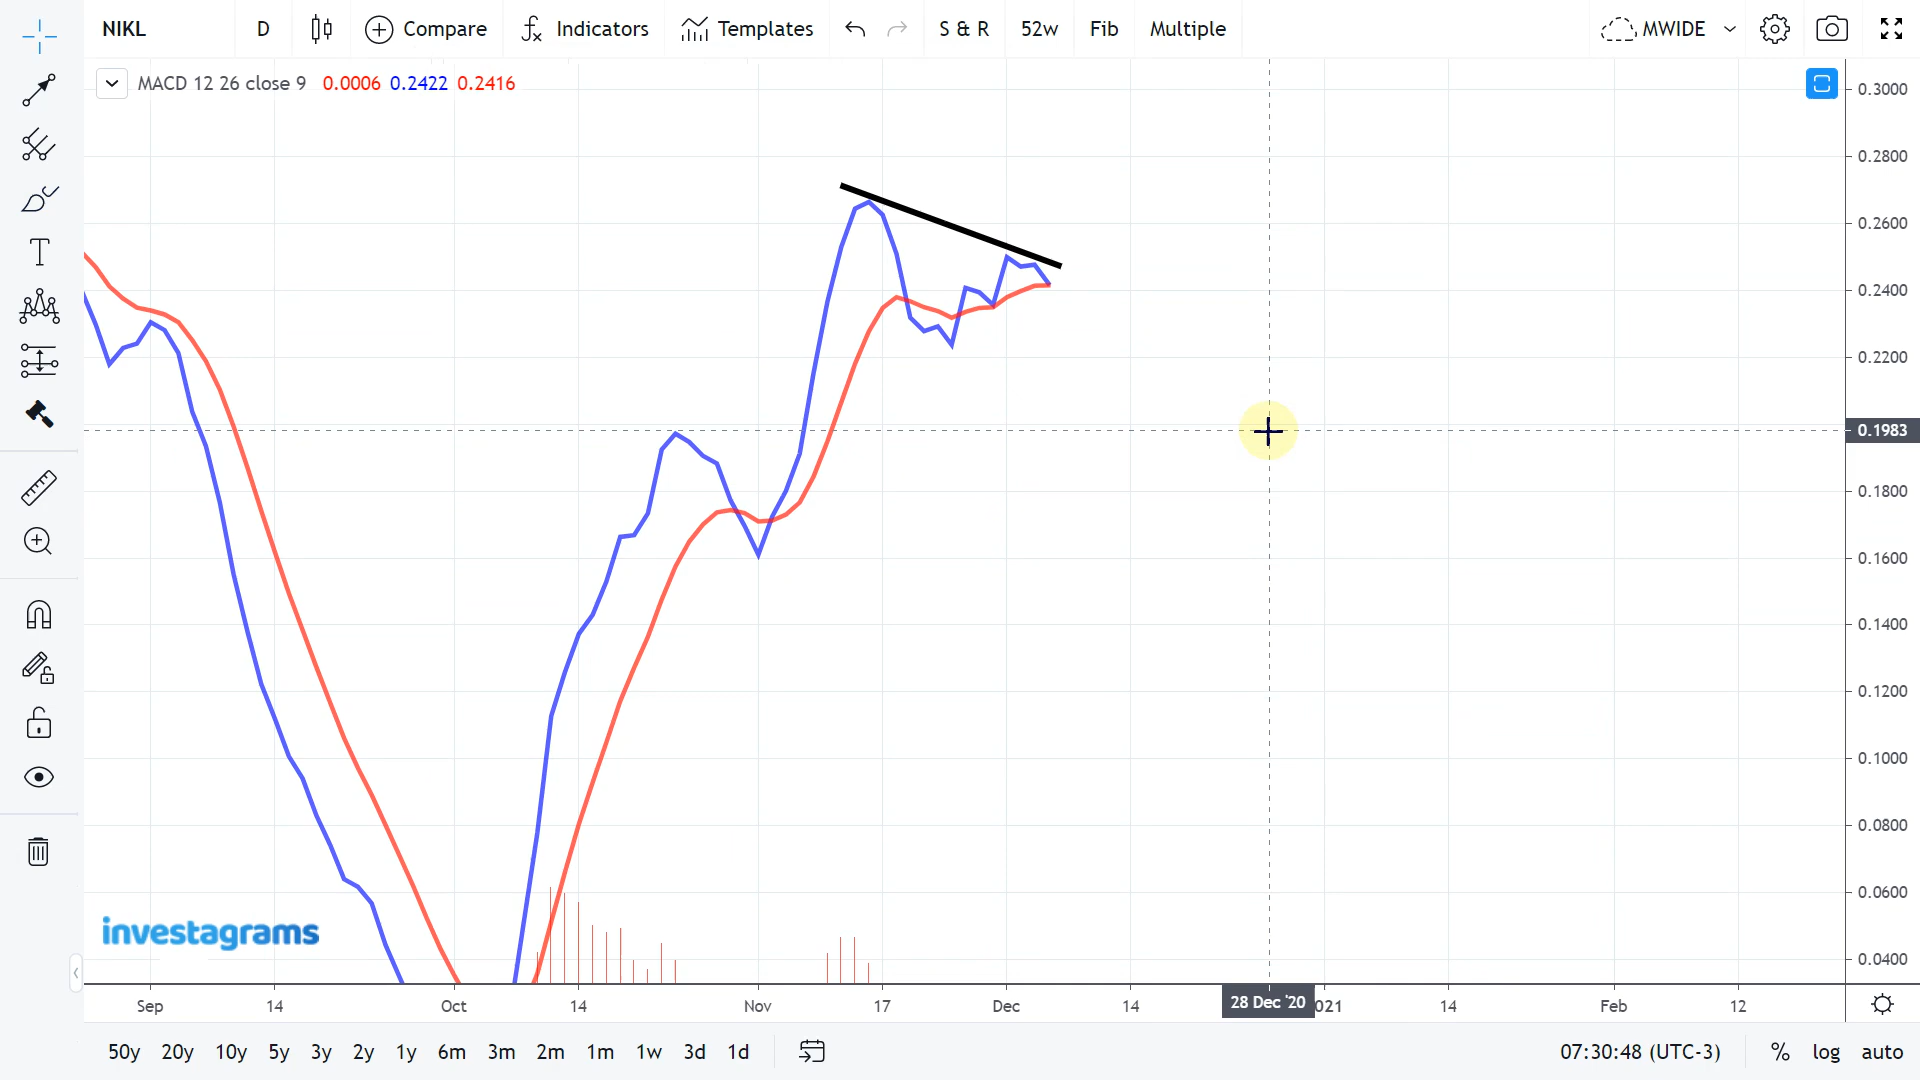 NIKL D Compare Indicators Templates S & R 52w Fib Multiple MWIDE
MACD 12 26 close 9 0.0006 0.2422 0.2416
0.3000
0.2800
0.2600
0.2400
0.2200
0.1983
0.1800
0.1600
0.1400
0.1200
0.1000
0.0800
0.0600
0.0400
T
investagrams
Sep 14 Oct 14 Nov 17 Dec 14 28 Dec '20 021 14 Feb 12
50y 20y 10y 5y 3y 2y 1y 6m 3m 2m 1m 1w 3d 1d 07:30:48 (UTC-3) % log auto